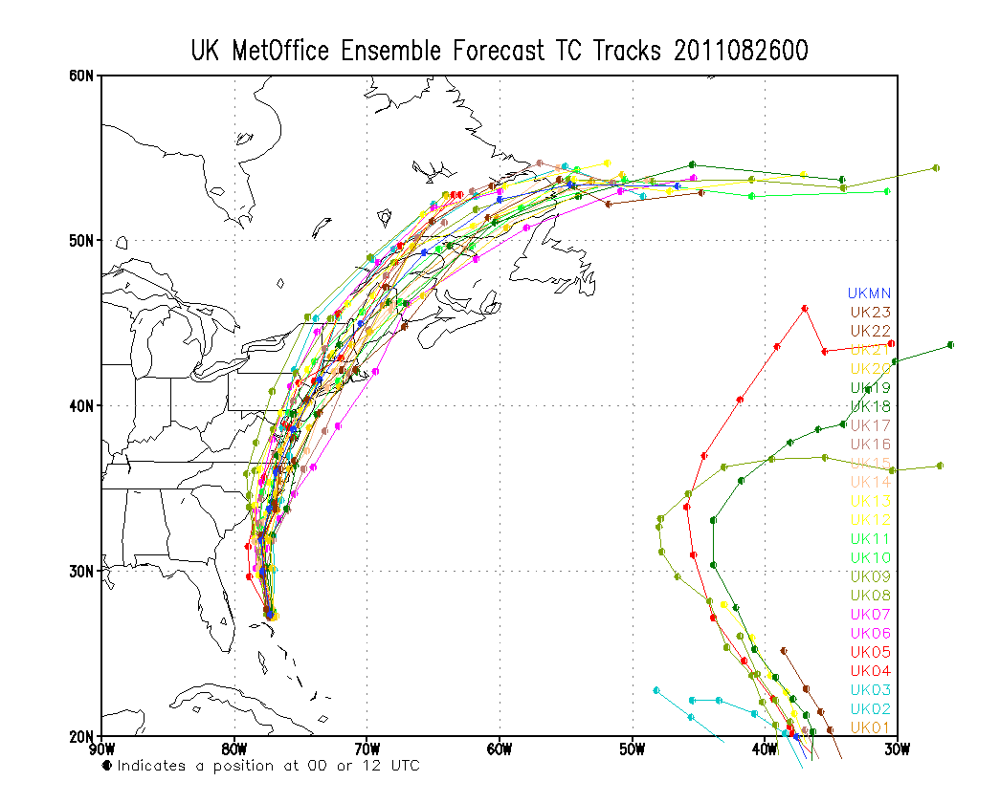 UK MetOffice Ensemble Forecast TC Tracks 2011082600
60N
50N
40N
30N
20N
UKMN
UK23
UK22
UK21
UK20
UK19
UK18
UK17
UK16
UK15
UK14
UK13
UK12
UK11
UK10
UK09
UK08
UK07
UK06
UK05
UK04
UK03
UK02
UK01
90W 80W 70W 60W 50W 40W 30W
Indicates a position at 00 or 12 UTC